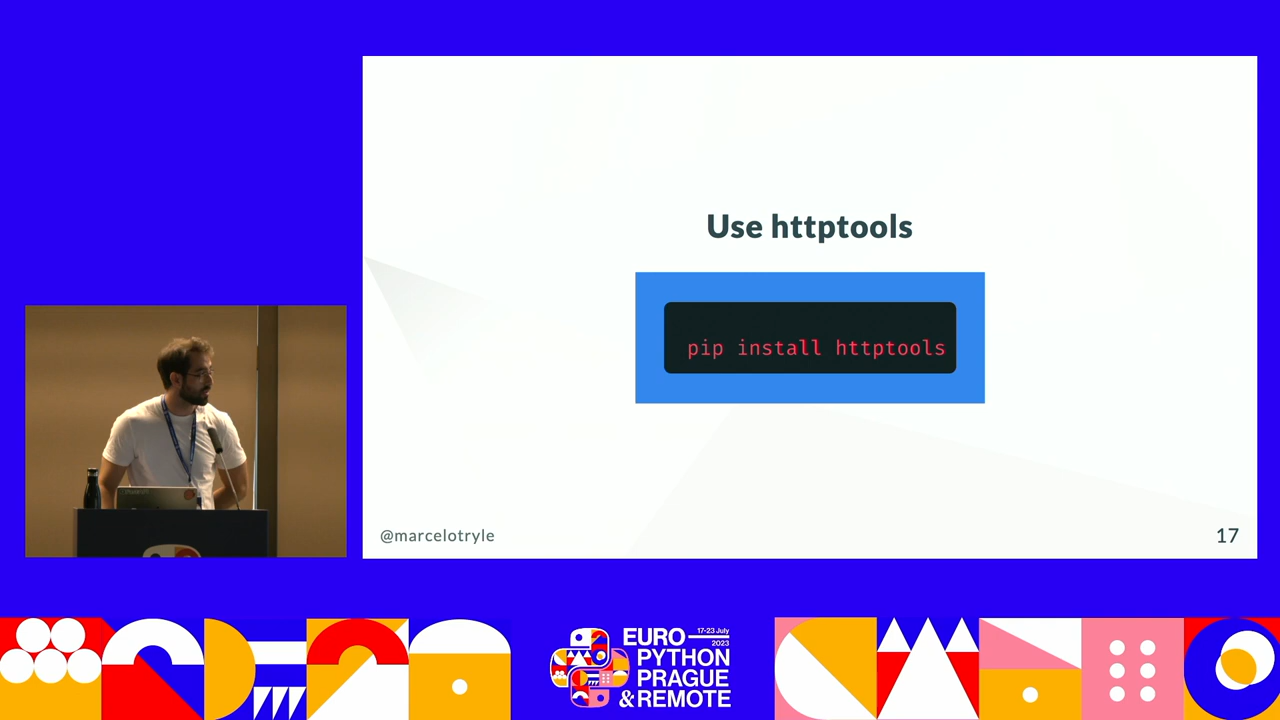 Use httptools
pip install httptools
@marcelotryle
17
EURO
17-23 July
2023
PYTHON
PRAGUE
& REMOTE